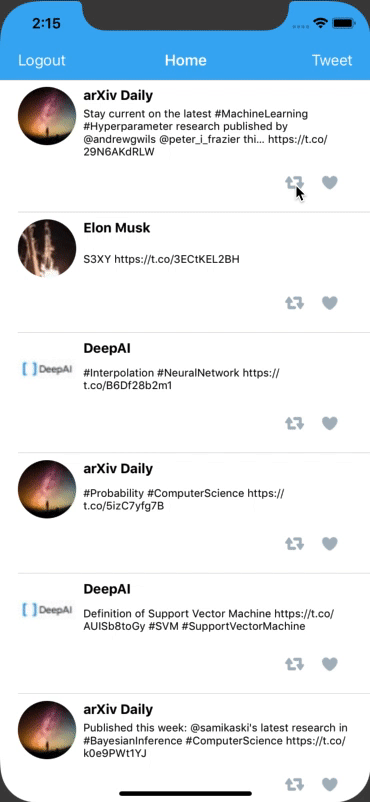 2:15
Logout Home Tweet
arXiv Daily
Stay current on the latest #MachineLearning
#Hyperparameter research published by
@andrewgwils @peter_i_frazier thi... https://t.co/
29N6AKdRLW
Elon Musk
S3XY https://t.co/3ECtKEL2BH
DeepAI
[ ] DeepAI
#Interpolation #NeuralNetwork https://
t.co/B6Df28b2m1
arXiv Daily
#Probability #ComputerScience https://
t.co/5izC7yfg7B
DeepAI
[ ] DeepAI
Definition of Support Vector Machine https://t.co/
AUISb8toGy #SVM #SupportVectorMachine
arXiv Daily
Published this week: @samikaski's latest research in
#BayesianInference #ComputerScience https://t.co/
k0e9PWt1YJ